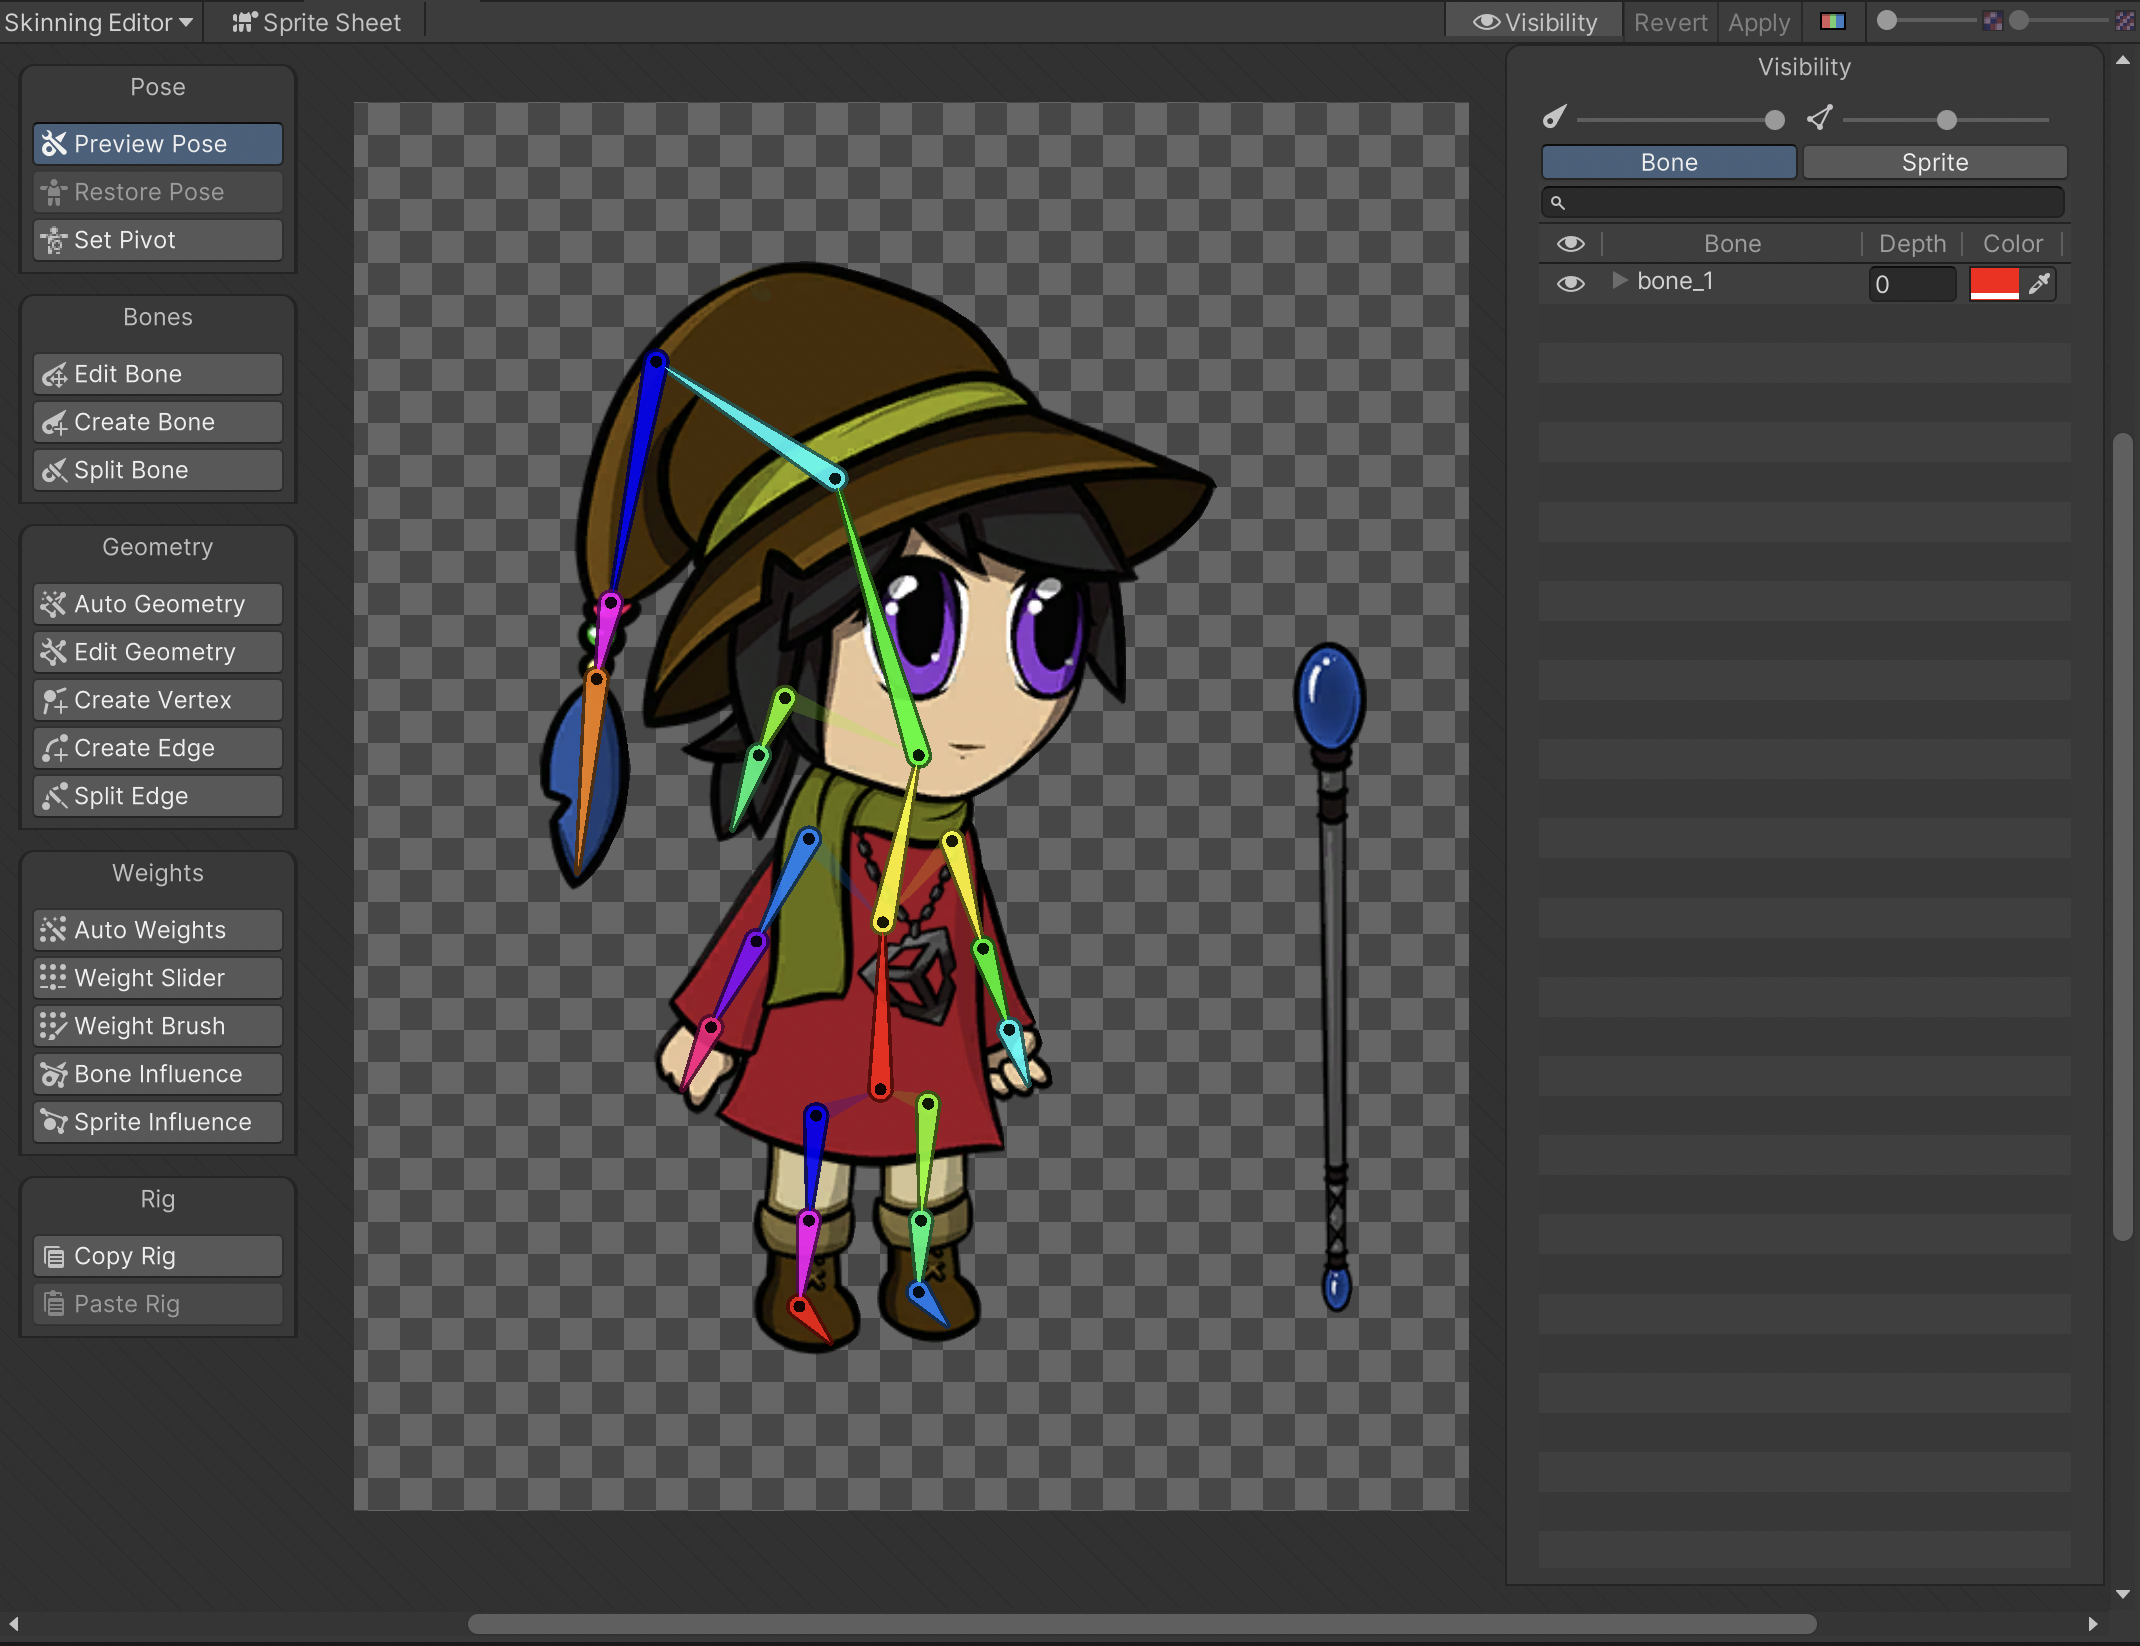 Skinning Editor
Sprite Sheet
Visibility
Revert
Apply
Pose
Preview Pose
Restore Pose
Set Pivot
Bones
Edit Bone
Create Bone
Split Bone
Geometry
Auto Geometry
Edit Geometry
Create Vertex
Create Edge
Split Edge
Weights
Auto Weights
Weight Slider
Weight Brush
Bone Influence
Sprite Influence
Rig
Copy Rig
Paste Rig
Visibility
Bone
Sprite
Bone Depth Color
bone_1 0